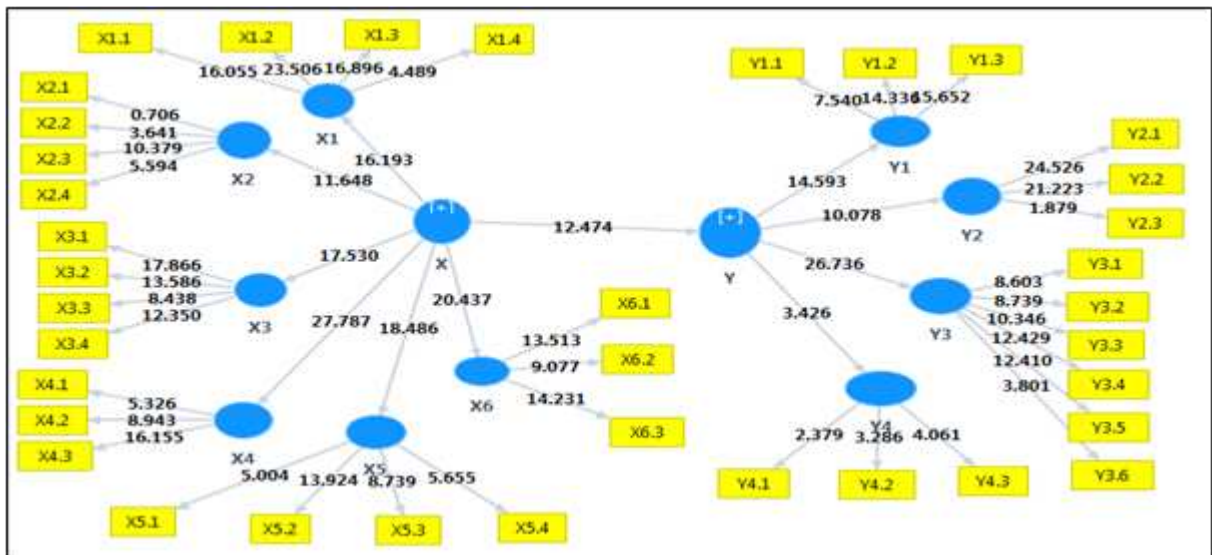 X1.1
X1.2
X1.3
X1.4
16.055
23.506
16.896
4.489
X1
X2.1
X2.2
X2.3
X2.4
0.706
3.641
10.379
5.594
X2
16.193
11.648
[+]
X
12.474
X3.1
X3.2
X3.3
X3.4
17.866
13.586
8.438
12.350
X3
17.530
27.787
18.486
20.437
X4.1
X4.2
X4.3
5.326
8.943
16.155
X4
X5
5.004
13.924
8.739
5.655
X5.1
X5.2
X5.3
X5.4
X6
13.513
9.077
14.231
X6.1
X6.2
X6.3
Y1.1
Y1.2
Y1.3
7.540
14.336
15.652
Y1
14.593
[+]
Y
10.078
26.736
3.426
Y2
24.526
21.223
1.879
Y2.1
Y2.2
Y2.3
Y3
8.603
8.739
10.346
12.429
12.410
3.801
Y3.1
Y3.2
Y3.3
Y3.4
Y3.5
Y3.6
Y4
2.379
3.286
4.061
Y4.1
Y4.2
Y4.3